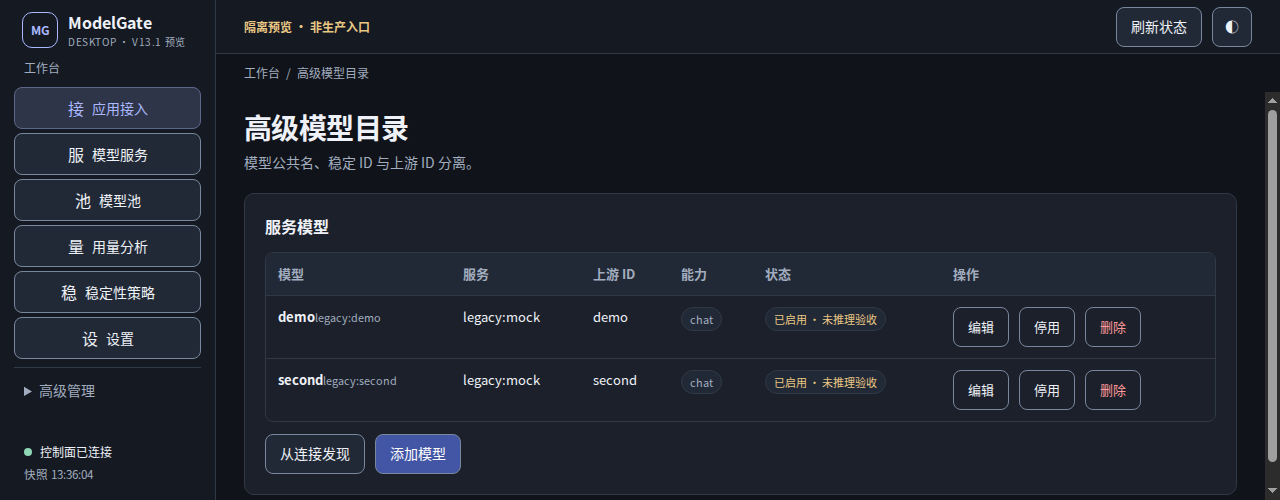 MG
ModelGate
DESKTOP · V13.1 预览
工作台
接 应用接入
服 模型服务
池 模型池
量 用量分析
稳 稳定性策略
设 设置
高级管理
控制面已连接
快照 13:36:04
隔离预览 · 非生产入口
刷新状态
工作台 / 高级模型目录
高级模型目录
模型公共名、稳定 ID 与上游 ID 分离。
服务模型
模型 服务 上游 ID 能力 状态 操作
demolegacy:demo legacy:mock demo chat 已启用 · 未推理验收 编辑 停用 删除
secondlegacy:second legacy:mock second chat 已启用 · 未推理验收 编辑 停用 删除
从连接发现 添加模型